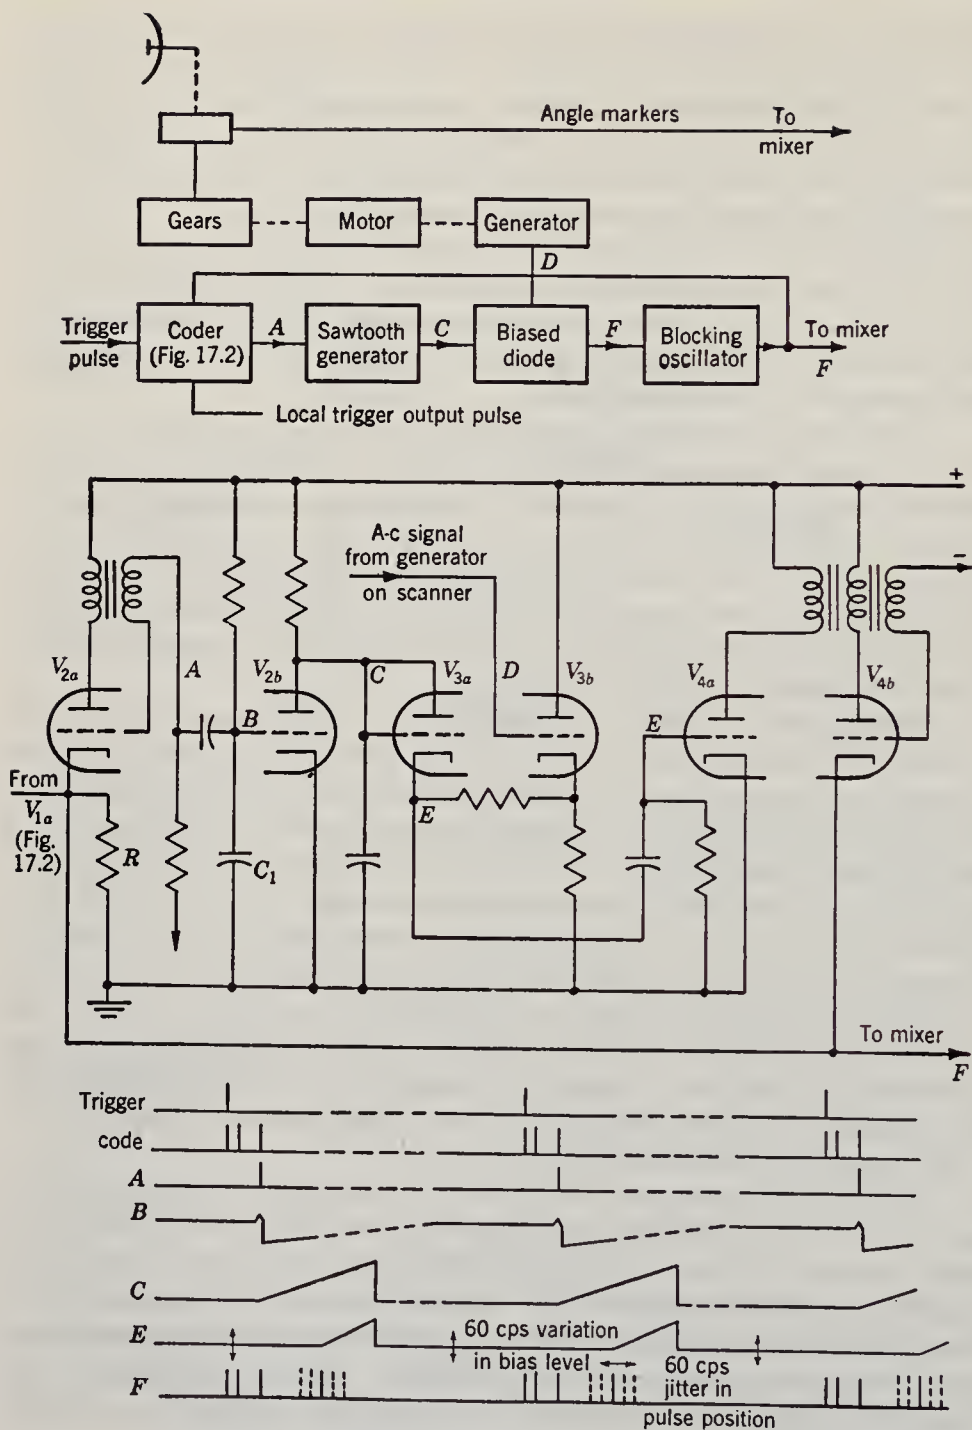 Angle markers
To
mixer
Gears
Motor
Generator
D
Trigger
pulse
Coder
(Fig. 17.2)
A
Sawtooth
generator
C
Biased
diode
F
Blocking
oscillator
To mixer
F
Local trigger output pulse
+
A-c signal
from generator
on scanner
-
V2a
A
V2b
C
V3a
D
V3b
V4a
V4b
B
E
From
V1a
(Fig.
17.2)
R
C1
E
To mixer
F
Trigger
code
A
B
C
E
60 cps variation
in bias level
60 cps
jitter in
pulse position
F